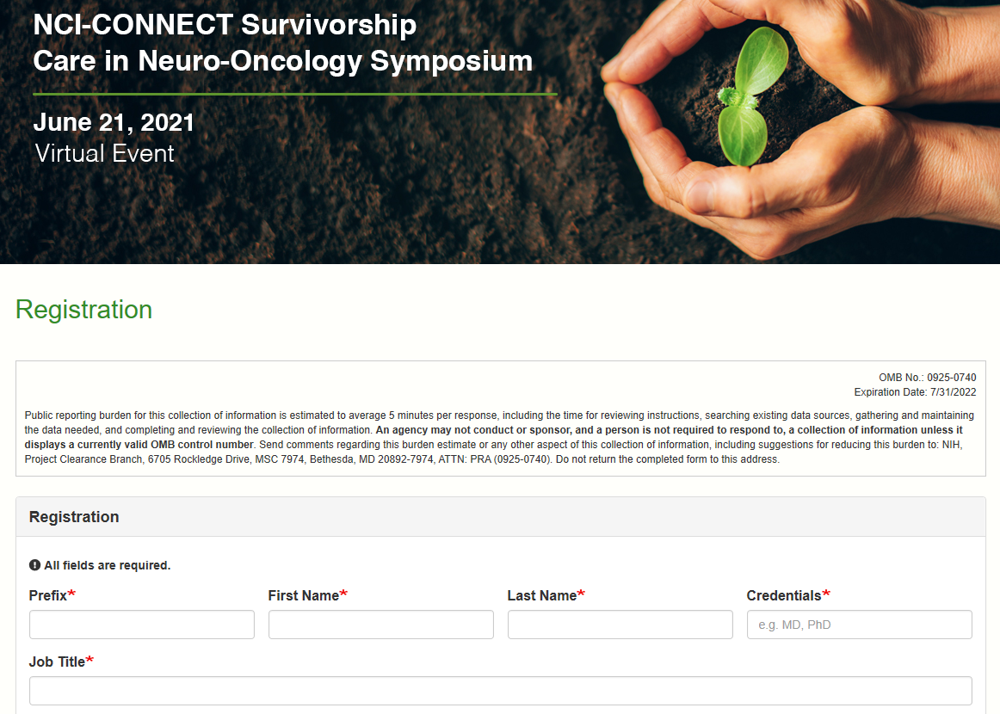 NCI-CONNECT Survivorship
Care in Neuro-Oncology Symposium
June 21, 2021
Virtual Event
Registration
OMB No.: 0925-0740
Expiration Date: 7/31/2022
Public reporting burden for this collection of information is estimated to average 5 minutes per response, including the time for reviewing instructions, searching existing data sources, gathering and maintaining
the data needed, and completing and reviewing the collection of information. An agency may not conduct or sponsor, and a person is not required to respond to, a collection of information unless it
displays a currently valid OMB control number. Send comments regarding this burden estimate or any other aspect of this collection of information, including suggestions for reducing this burden to: NIH,
Project Clearance Branch, 6705 Rockledge Drive, MSC 7974, Bethesda, MD 20892-7974, ATTN: PRA (0925-0740). Do not return the completed form to this address.
Registration
All fields are required.
Prefix* First Name* Last Name* Credentials*
e.g. MD, PhD
Job Title*